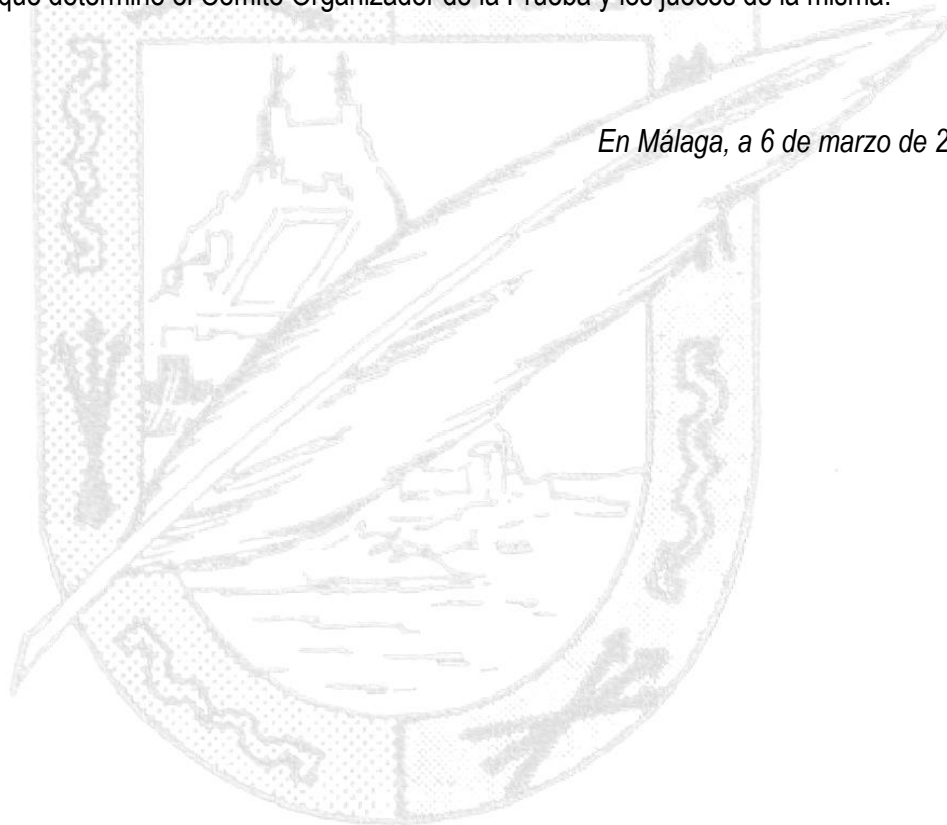 que determine el Comité Organizador de la Prueba y los jueces de la misma.
En Málaga, a 6 de marzo de 2